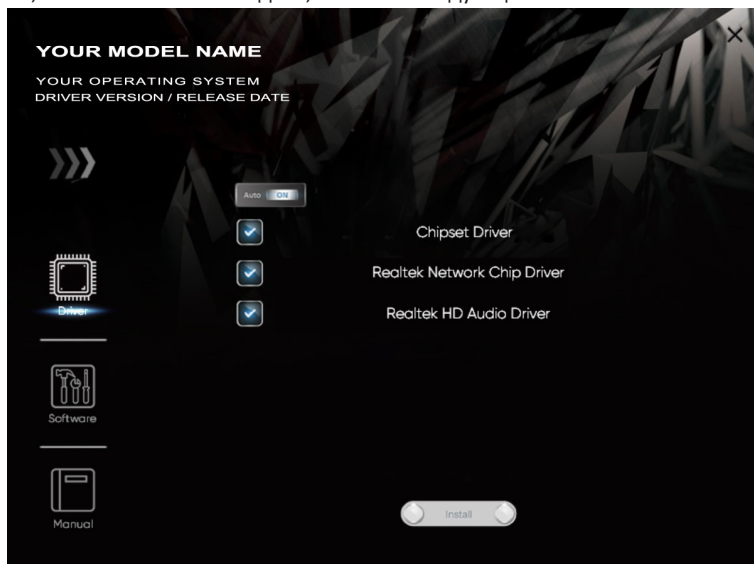 YOUR MODEL NAME
YOUR OPERATING SYSTEM
DRIVER VERSION / RELEASE DATE
Auto ON
Chipset Driver
Realtek Network Chip Driver
Realtek HD Audio Driver
Driver
Software
Manual
Install